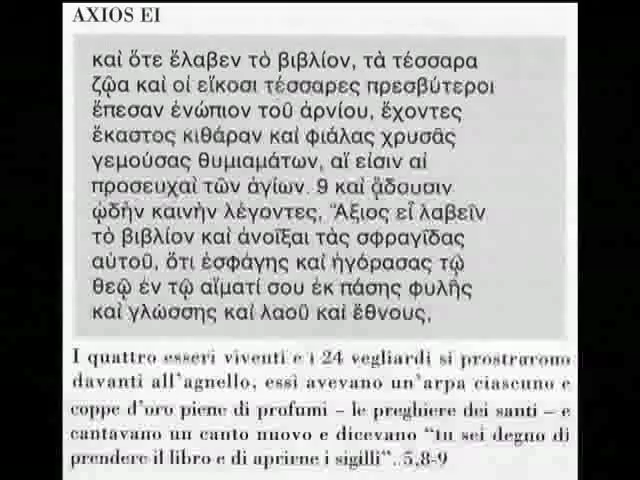 AXIOS EI
καὶ ὅτε ἔλαβεν τὸ βιβλίον, τὰ τέσσαρα
ζῷα καὶ οἱ εἴκοσι τέσσαρες πρεσβύτεροι
ἔπεσαν ἐνώπιον τοῦ ἀρνίου, ἔχοντες
ἕκαστος κιθάραν καὶ φιάλας χρυσᾶς
γεμούσας θυμιαμάτων, αἵ εἰσιν αἱ
προσευχαὶ τῶν ἁγίων. 9 καὶ ᾄδουσιν
ᾠδὴν καινὴν λέγοντες, Ἄξιος εἶ λαβεῖν
τὸ βιβλίον καὶ ἀνοῖξαι τὰς σφραγῖδας
αὐτοῦ, ὅτι ἐσφάγης καὶ ἠγόρασας τῷ
θεῷ ἐν τῷ αἵματί σου ἐκ πάσης φυλῆς
καὶ γλώσσης καὶ λαοῦ καὶ ἔθνους,
I quattro esseri viventi e i 24 vegliardi si prostrarono
davanti all'agnello, essi avevano un'arpa ciascuno e
coppe d'oro piene di profumi – le preghiere dei santi – e
cantavano un canto nuovo e dicevano “tu sei degno di
prendere il libro e di aprirne i sigilli”..5,8-9